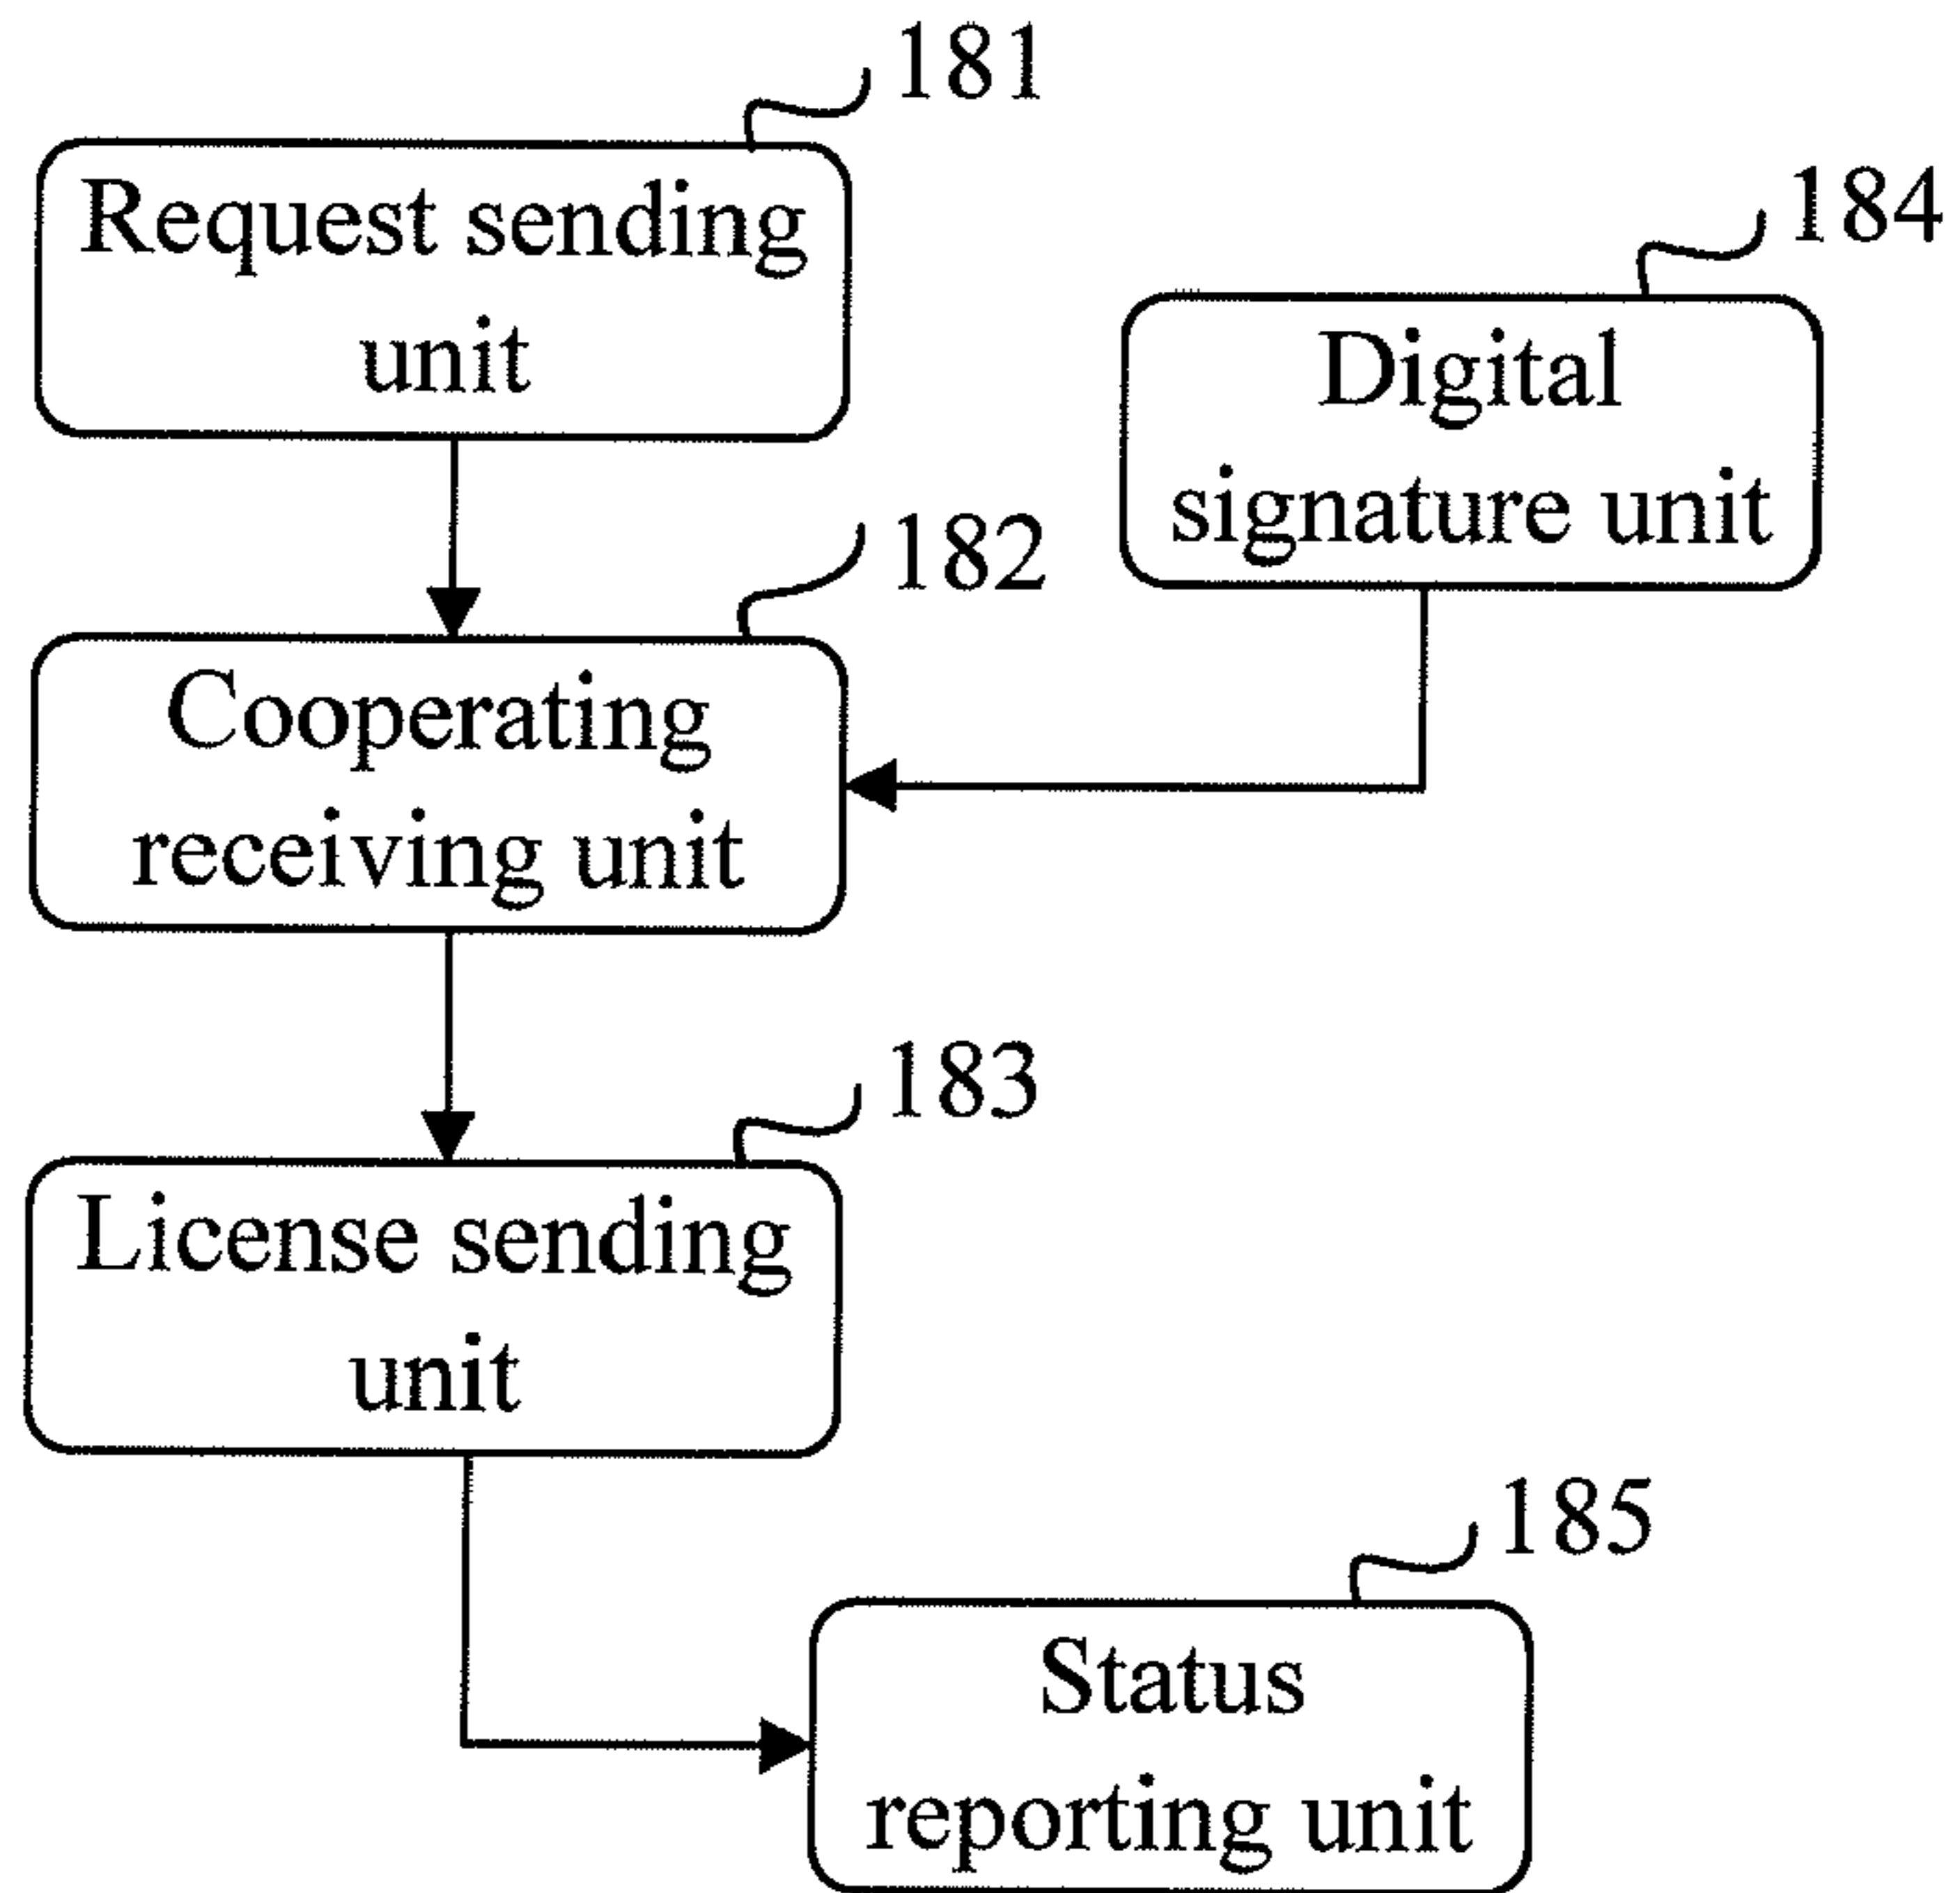 181
Request sending
unit
184
Digital
signature unit
182
Cooperating
receiving unit
183
License sending
unit
185
Status
reporting unit